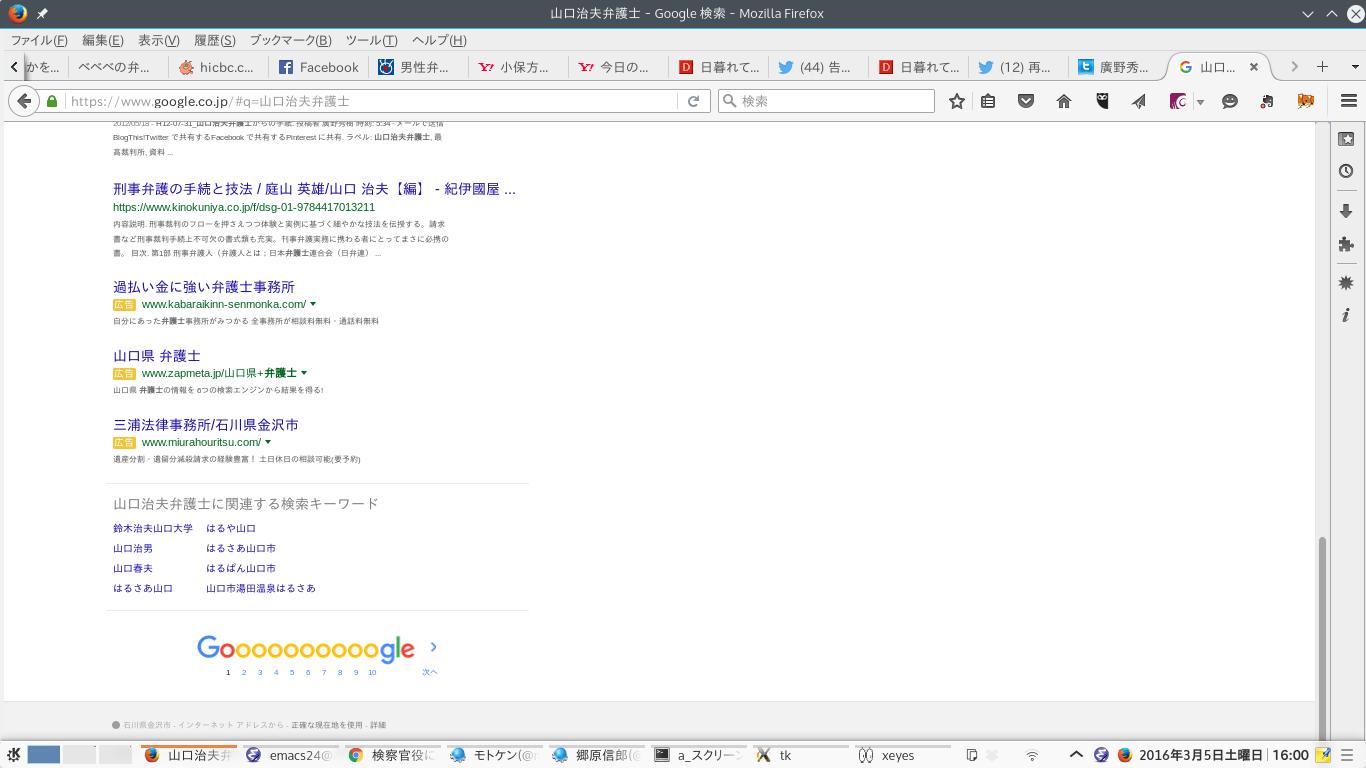 山口治夫弁護士 - Google 検索 - Mozilla Firefox
ファイル(F) 編集(E) 表示(V) 履歴(S) ブックマーク(B) ツール(T) ヘルプ(H)
かを... べべべの弁... hicbc.c... Facebook 男性弁... 小保方... 今日の... 日暮れて... (44) 告... 日暮れて... (12) 再... 廣野秀... 山口...
https://www.google.co.jp/#q=山口治夫弁護士 検索
2012/05/18 - H12-07-31_山口治夫弁護士からの手紙. 投稿者 廣野秀樹 時刻: 5:34 · メールで送信
BlogThis!Twitter で共有するFacebook で共有するPinterest に共有. ラベル: 山口治夫弁護士, 最
高裁判所, 資料 ...
刑事弁護の手続と技法 / 庭山 英雄/山口 治夫【編】 - 紀伊國屋 ...
https://www.kinokuniya.co.jp/f/dsg-01-9784417013211
内容説明. 刑事裁判のフローを押さえつつ体験と実例に基づく細やかな技法を伝授する。請求
書など刑事裁判手続上不可欠の書式類も充実。刊事弁護実務に携わる者にとってまさに必携の
書。 目次. 第1部 刑事弁護人（弁護人とは；日本弁護士連合会（日弁連） ...
過払い金に強い弁護士事務所
広告 www.kabaraikinn-senmonka.com/
自分にあった弁護士事務所がみつかる 全事務所が相談料無料・通話料無料
山口県 弁護士
広告 www.zapmeta.jp/山口県+弁護士
山口県 弁護士の情報を 6つの検索エンジンから結果を得る!
三浦法律事務所/石川県金沢市
広告 www.miurahouritsu.com/
遺産分割・遺留分減殺請求の経験豊富！ 土日休日の相談可能(要予約)
山口治夫弁護士に関連する検索キーワード
鈴木治夫山口大学 はるや山口
山口治男 はるさあ山口市
山口春夫 はるぱん山口市
はるさあ山口 山口市湯田温泉はるさあ
Goooooooooogle
1 2 3 4 5 6 7 8 9 10 次へ
石川県金沢市 - インターネット アドレスから - 正確な現在地を使用 - 詳細
山口治夫弁 emacs24@ 検察官役に モトケン(@ 郷原信郎(@ a_スクリーン tk xeyes 2016年3月5日土曜日 16:00